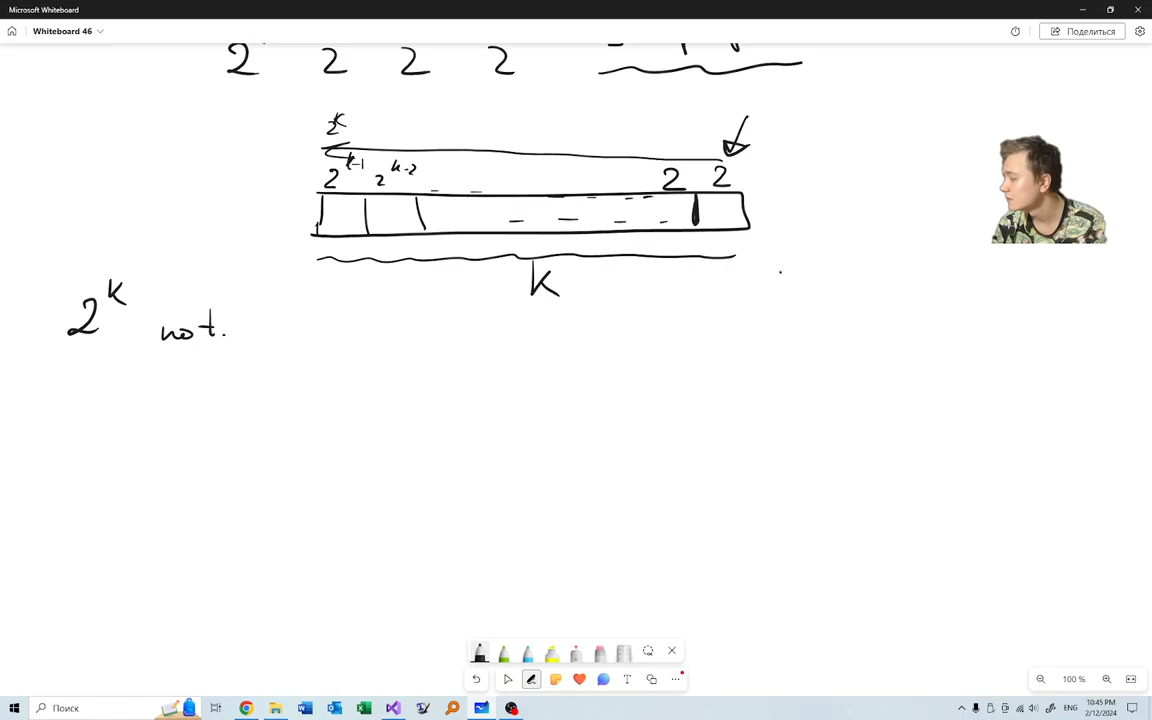 Microsoft Whiteboard
Whiteboard 46
Поделиться
2 2 2 2
2^K
2^K-1 2^K-2 _ _ 2 2
_ _ _ _
K
2^K not.
100 %
Поиск
ENG
10:45 PM
2/12/2024